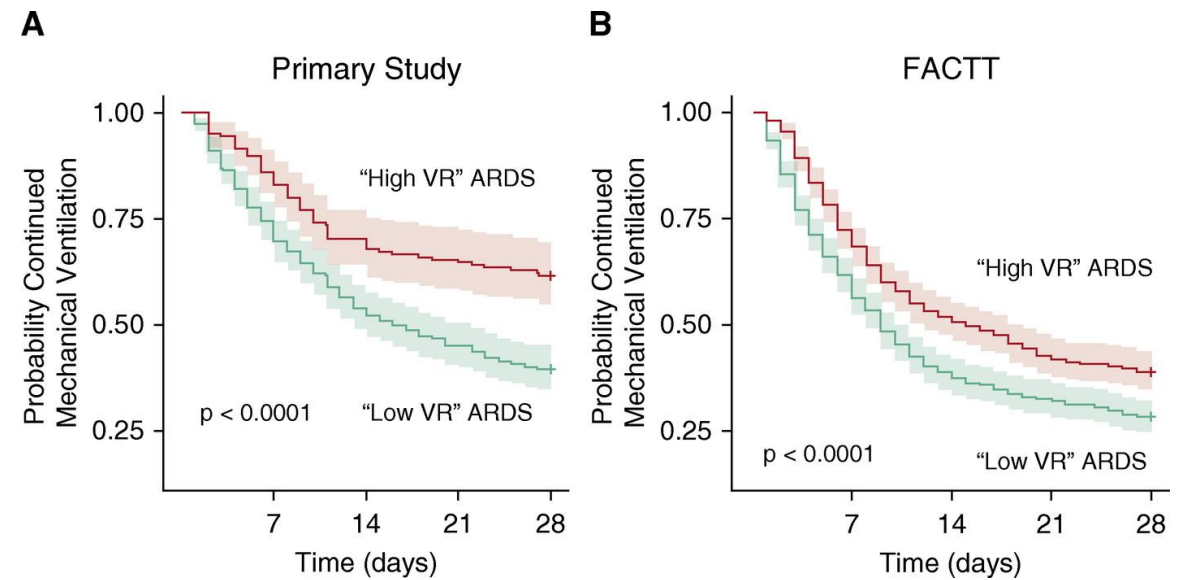 A
Primary Study
Probability Continued
Mechanical Ventilation
1.00
0.75
0.50
0.25
“High VR” ARDS
p < 0.0001
“Low VR” ARDS
7 14 21 28
Time (days)
B
FACTT
Probability Continued
Mechanical Ventilation
1.00
0.75
0.50
0.25
“High VR” ARDS
p < 0.0001
“Low VR” ARDS
7 14 21 28
Time (days)